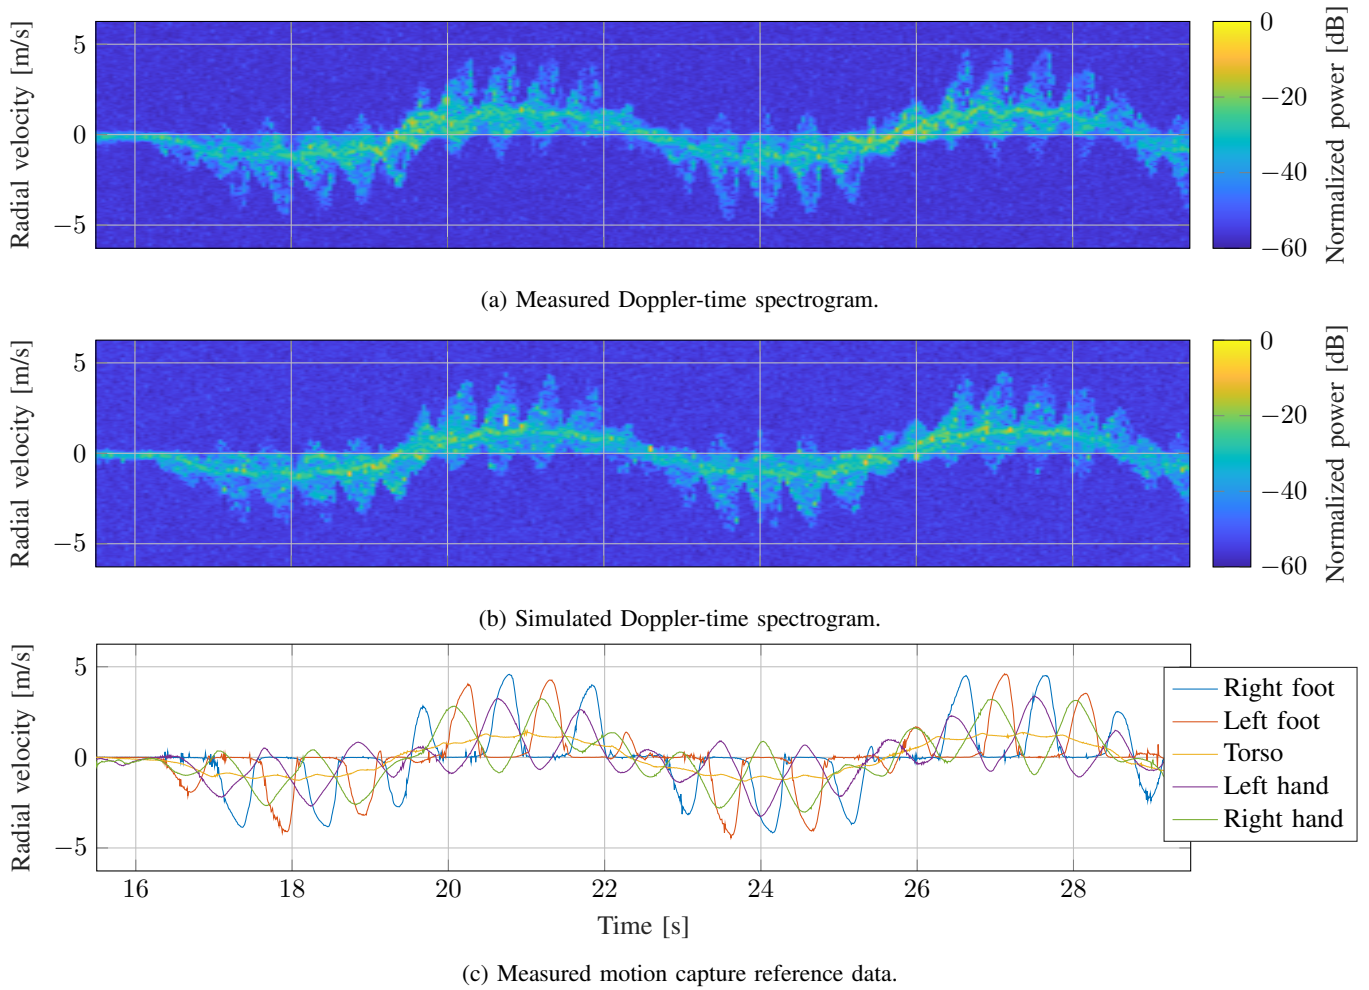 Radial velocity [m/s]
5
0
−5
0
−20
−40
−60
Normalized power [dB]
(a) Measured Doppler-time spectrogram.
Radial velocity [m/s]
5
0
−5
0
−20
−40
−60
Normalized power [dB]
(b) Simulated Doppler-time spectrogram.
Radial velocity [m/s]
5
0
−5
16 18 20 22 24 26 28
Time [s]
Right foot
Left foot
Torso
Left hand
Right hand
(c) Measured motion capture reference data.